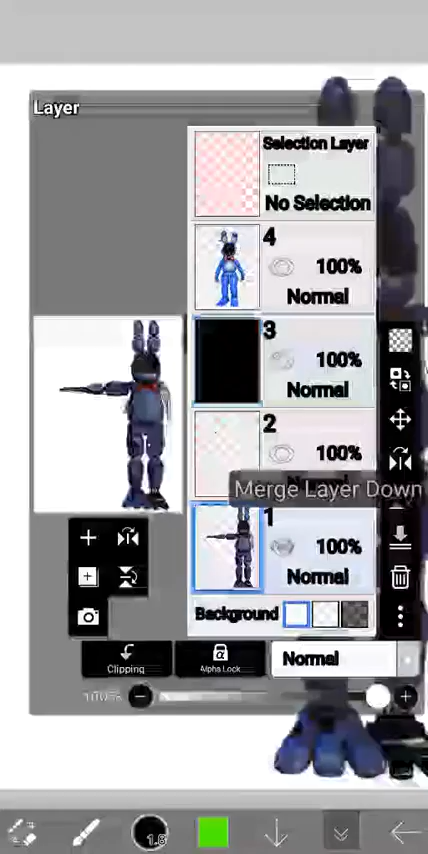 Layer
Selection Layer
No Selection
4
100%
Normal
3
100%
Normal
2
100%
Merge Layer Down
1
100%
Normal
Background
Clipping
Alpha Lock
Normal
100%
1.8